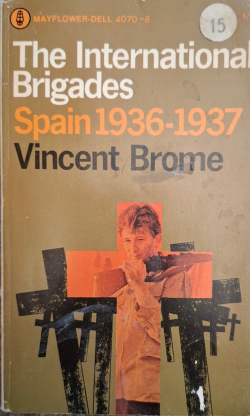 MAYFLOWER-DELL 4070-8
15
The International
Brigades
Spain 1936-1937
Vincent Brome